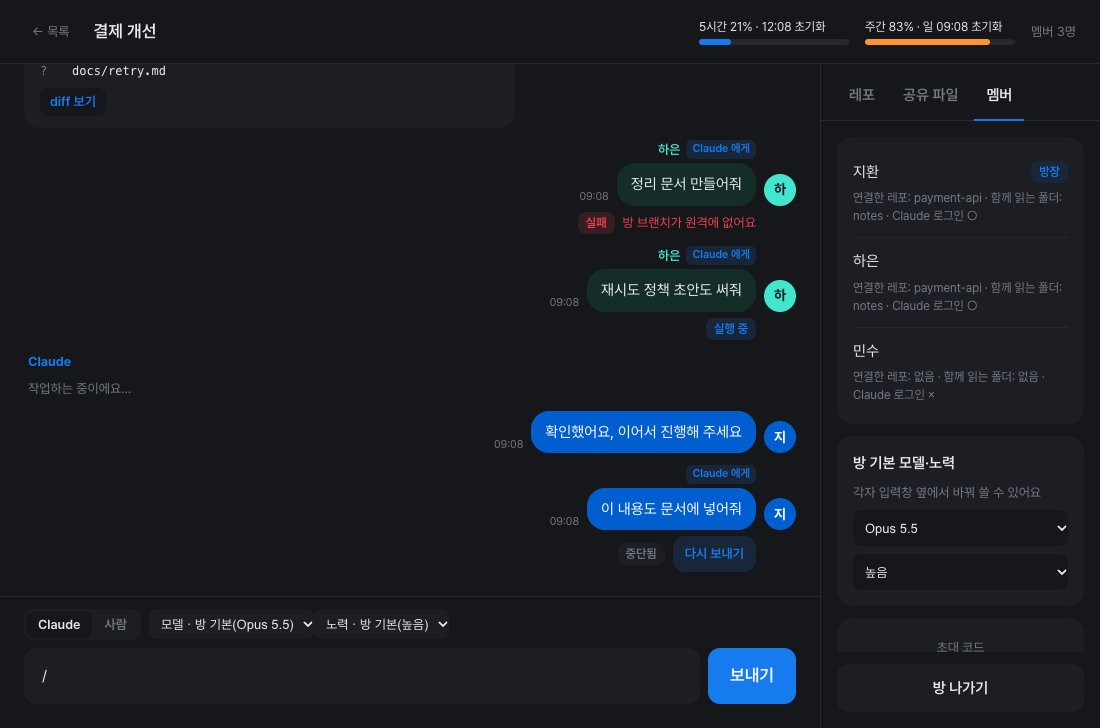 ← 목록
결제 개선
5시간 21% · 12:08 초기화
주간 83% · 일 09:08 초기화
멤버 3명
? docs/retry.md
diff 보기
하은 Claude 에게
정리 문서 만들어줘
하
09:08
실패 방 브랜치가 원격에 없어요
하은 Claude 에게
재시도 정책 초안도 써줘
하
09:08
실행 중
Claude
작업하는 중이에요…
확인했어요, 이어서 진행해 주세요
지
09:08
Claude 에게
이 내용도 문서에 넣어줘
지
09:08
중단됨 다시 보내기
Claude 사람 모델 · 방 기본(Opus 5.5) 노력 · 방 기본(높음)
/
보내기
레포 공유 파일 멤버
지환 방장
연결한 레포: payment-api · 함께 읽는 폴더:
notes · Claude 로그인 ○
하은
연결한 레포: payment-api · 함께 읽는 폴더:
notes · Claude 로그인 ○
민수
연결한 레포: 없음 · 함께 읽는 폴더: 없음 ·
Claude 로그인 ×
방 기본 모델·노력
각자 입력창 옆에서 바꿔 쓸 수 있어요
Opus 5.5
높음
초대 코드
방 나가기